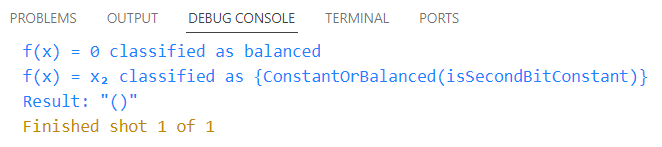 PROBLEMS OUTPUT DEBUG CONSOLE TERMINAL PORTS
f(x) = 0 classified as balanced
f(x) = x₂ classified as {ConstantOrBalanced(isSecondBitConstant)}
Result: "()"
Finished shot 1 of 1